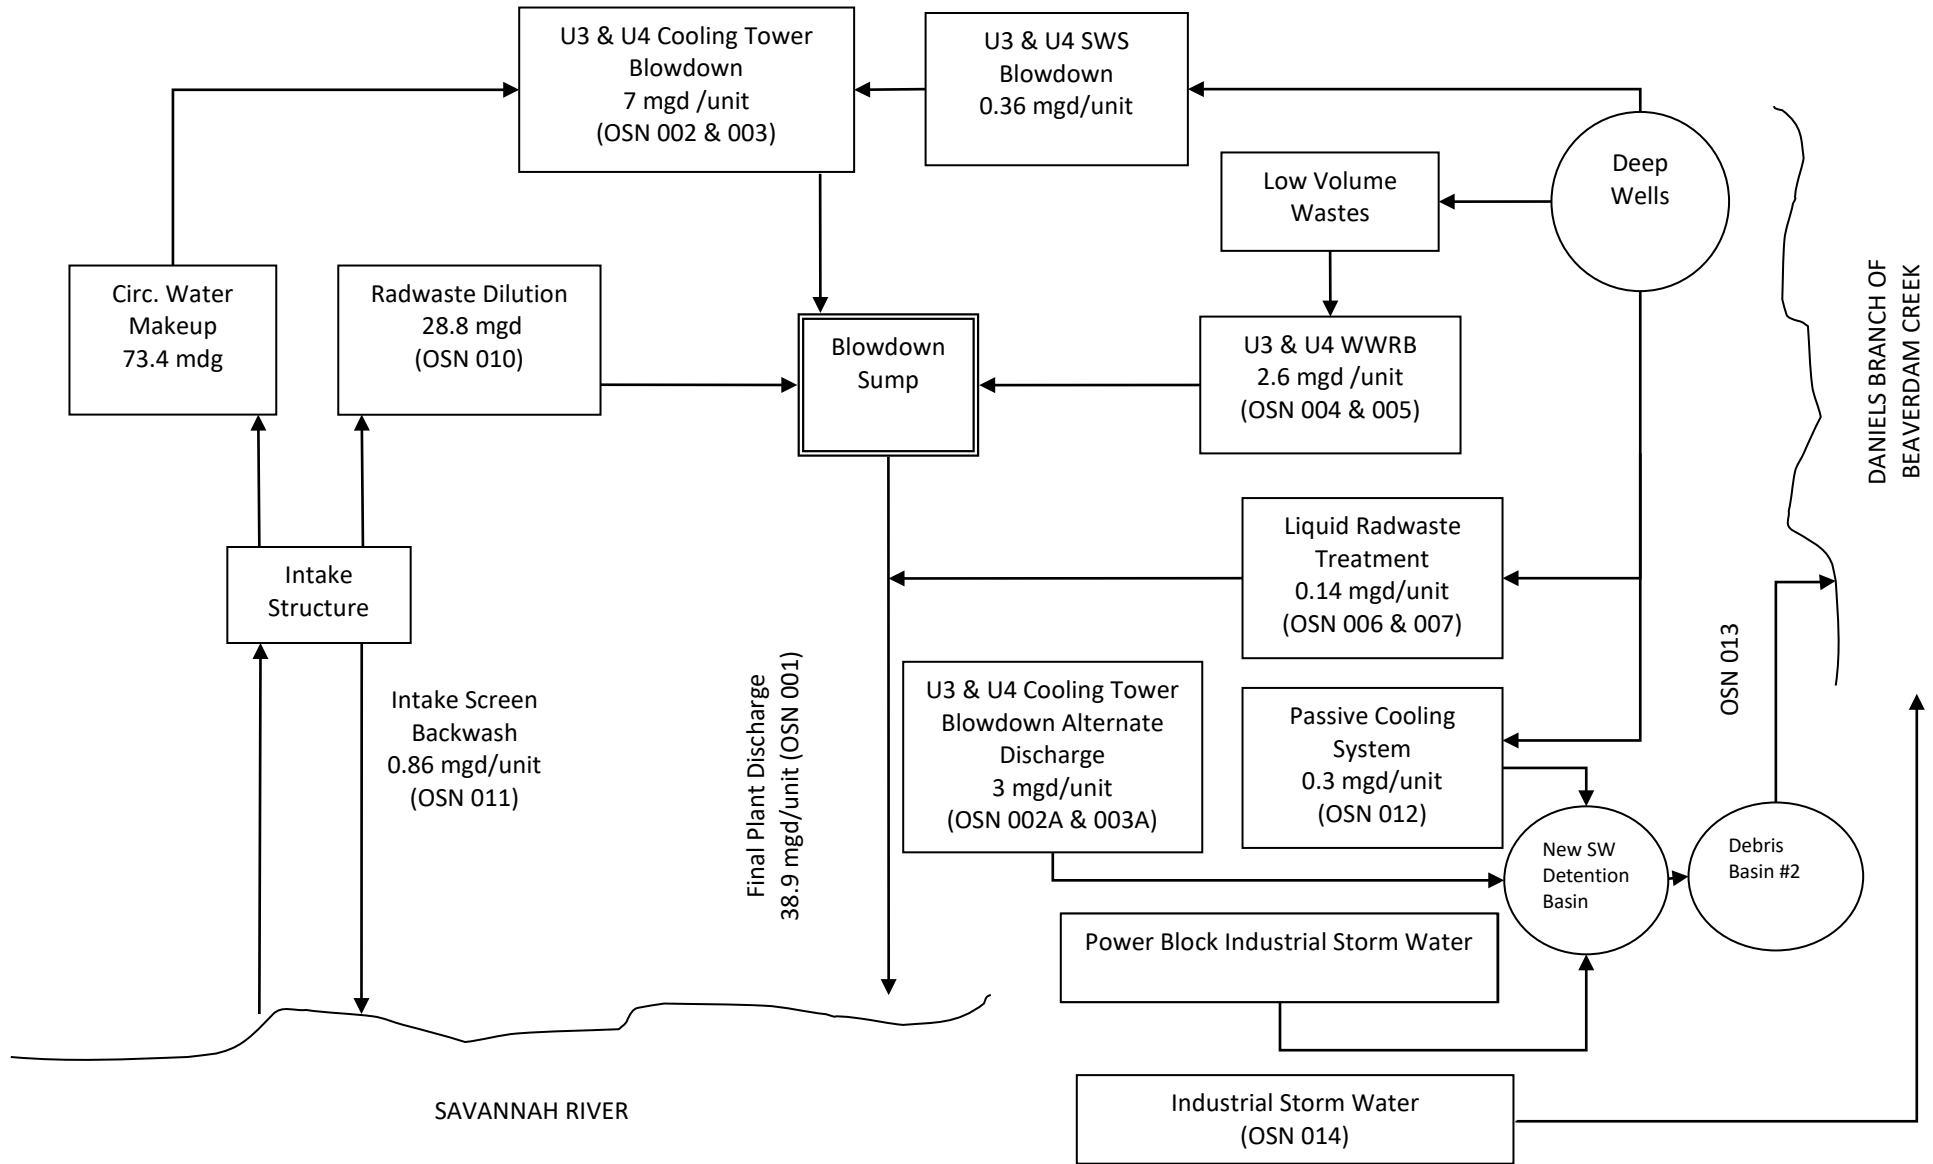 U3 & U4 Cooling Tower
Blowdown
7 mgd /unit
(OSN 002 & 003)
U3 & U4 SWS
Blowdown
0.36 mgd/unit
Deep
Wells
Low Volume
Wastes
Circ. Water
Makeup
73.4 mdg
Radwaste Dilution
28.8 mgd
(OSN 010)
Blowdown
Sump
U3 & U4 WWRB
2.6 mgd /unit
(OSN 004 & 005)
DANIELS BRANCH OF
BEAVERDAM CREEK
Intake
Structure
Liquid Radwaste
Treatment
0.14 mgd/unit
(OSN 006 & 007)
Intake Screen
Backwash
0.86 mgd/unit
(OSN 011)
Final Plant Discharge
38.9 mgd/unit (OSN 001)
U3 & U4 Cooling Tower
Blowdown Alternate
Discharge
3 mgd/unit
(OSN 002A & 003A)
Passive Cooling
System
0.3 mgd/unit
(OSN 012)
OSN 013
New SW
Detention
Basin
Debris
Basin #2
Power Block Industrial Storm Water
SAVANNAH RIVER
Industrial Storm Water
(OSN 014)